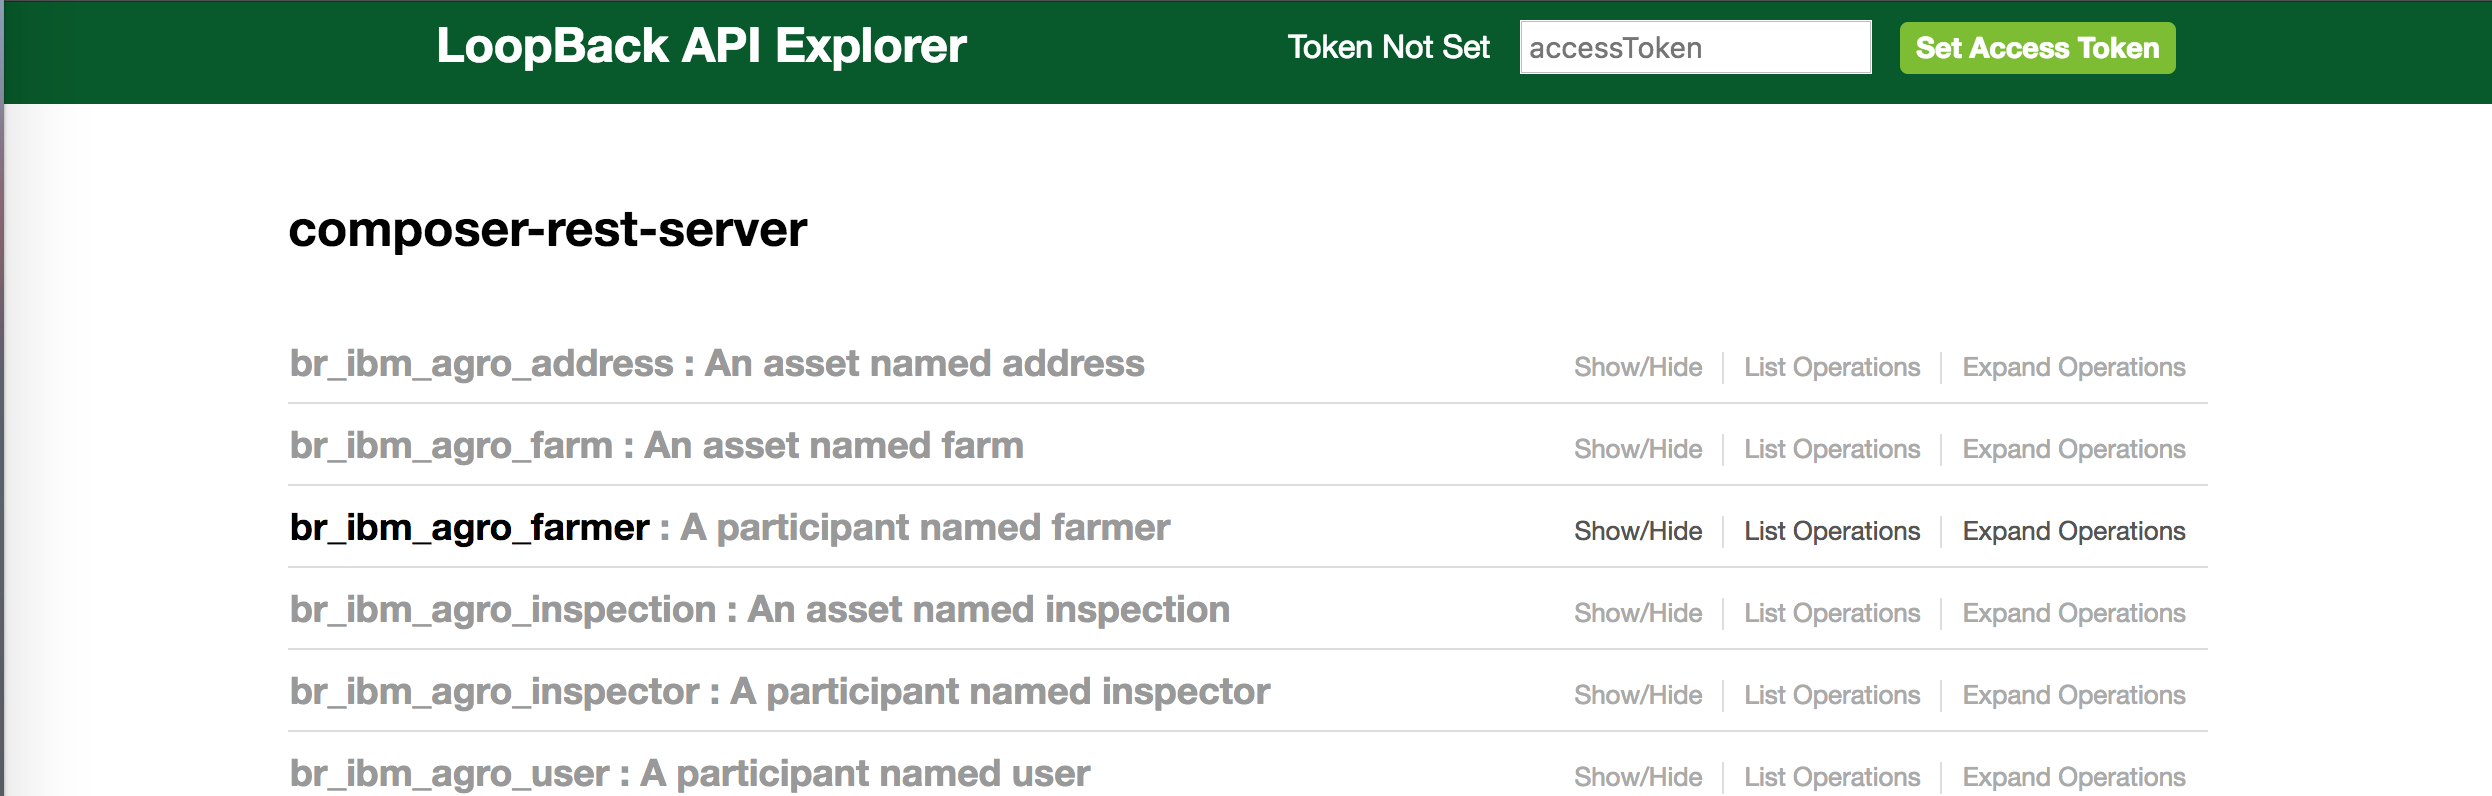 LoopBack API Explorer Token Not Set accessToken Set Access Token
composer-rest-server
br_ibm_agro_address : An asset named address Show/Hide List Operations Expand Operations
br_ibm_agro_farm : An asset named farm Show/Hide List Operations Expand Operations
br_ibm_agro_farmer : A participant named farmer Show/Hide List Operations Expand Operations
br_ibm_agro_inspection : An asset named inspection Show/Hide List Operations Expand Operations
br_ibm_agro_inspector : A participant named inspector Show/Hide List Operations Expand Operations
br_ibm_agro_user : A participant named user Show/Hide List Operations Expand Operations